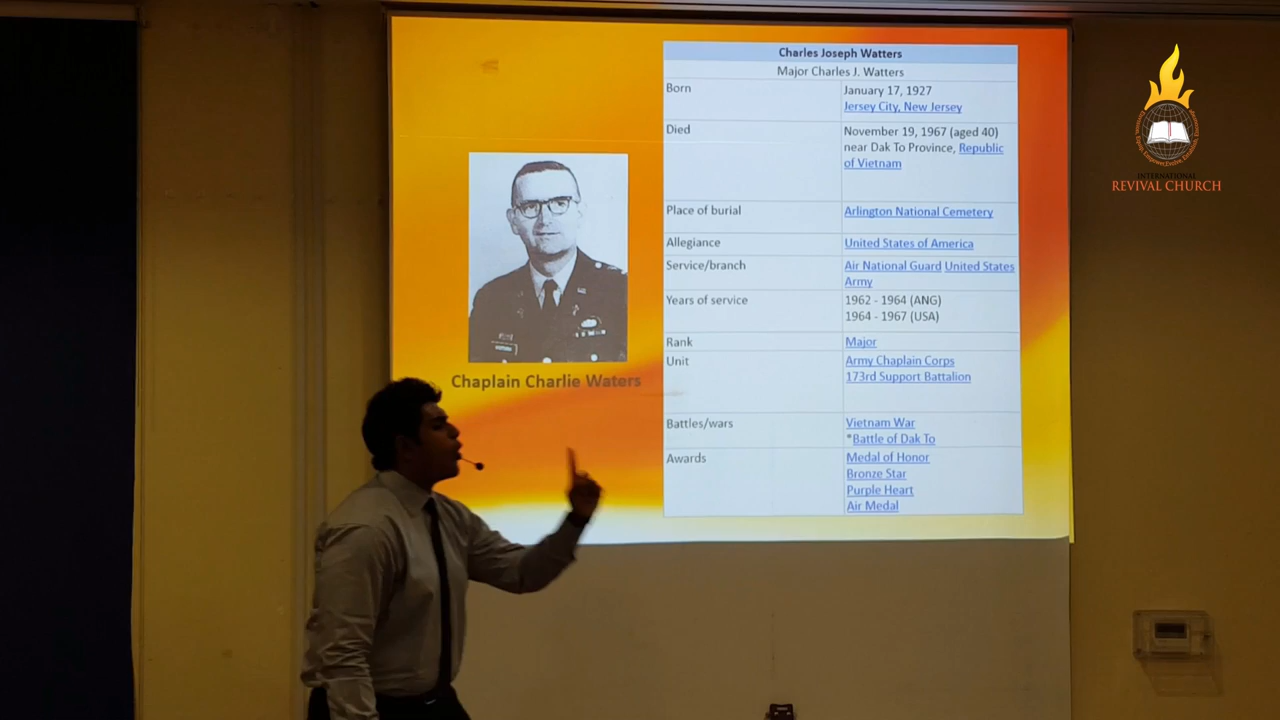 Charles Joseph Watters
Major Charles J. Watters
Born
January 17, 1927
Jersey City, New Jersey
Died
November 19, 1967 (aged 40)
near Dak To Province, Republic
of Vietnam
Place of burial
Arlington National Cemetery
Allegiance
United States of America
Service/branch
Air National Guard United States
Army
Years of service
1962 - 1964 (ANG)
1964 - 1967 (USA)
Rank
Major
Unit
Army Chaplain Corps
173rd Support Battalion
Battles/wars
Vietnam War
*Battle of Dak To
Awards
Medal of Honor
Bronze Star
Purple Heart
Air Medal
Chaplain Charlie Waters
INTERNATIONAL
REVIVAL CHURCH